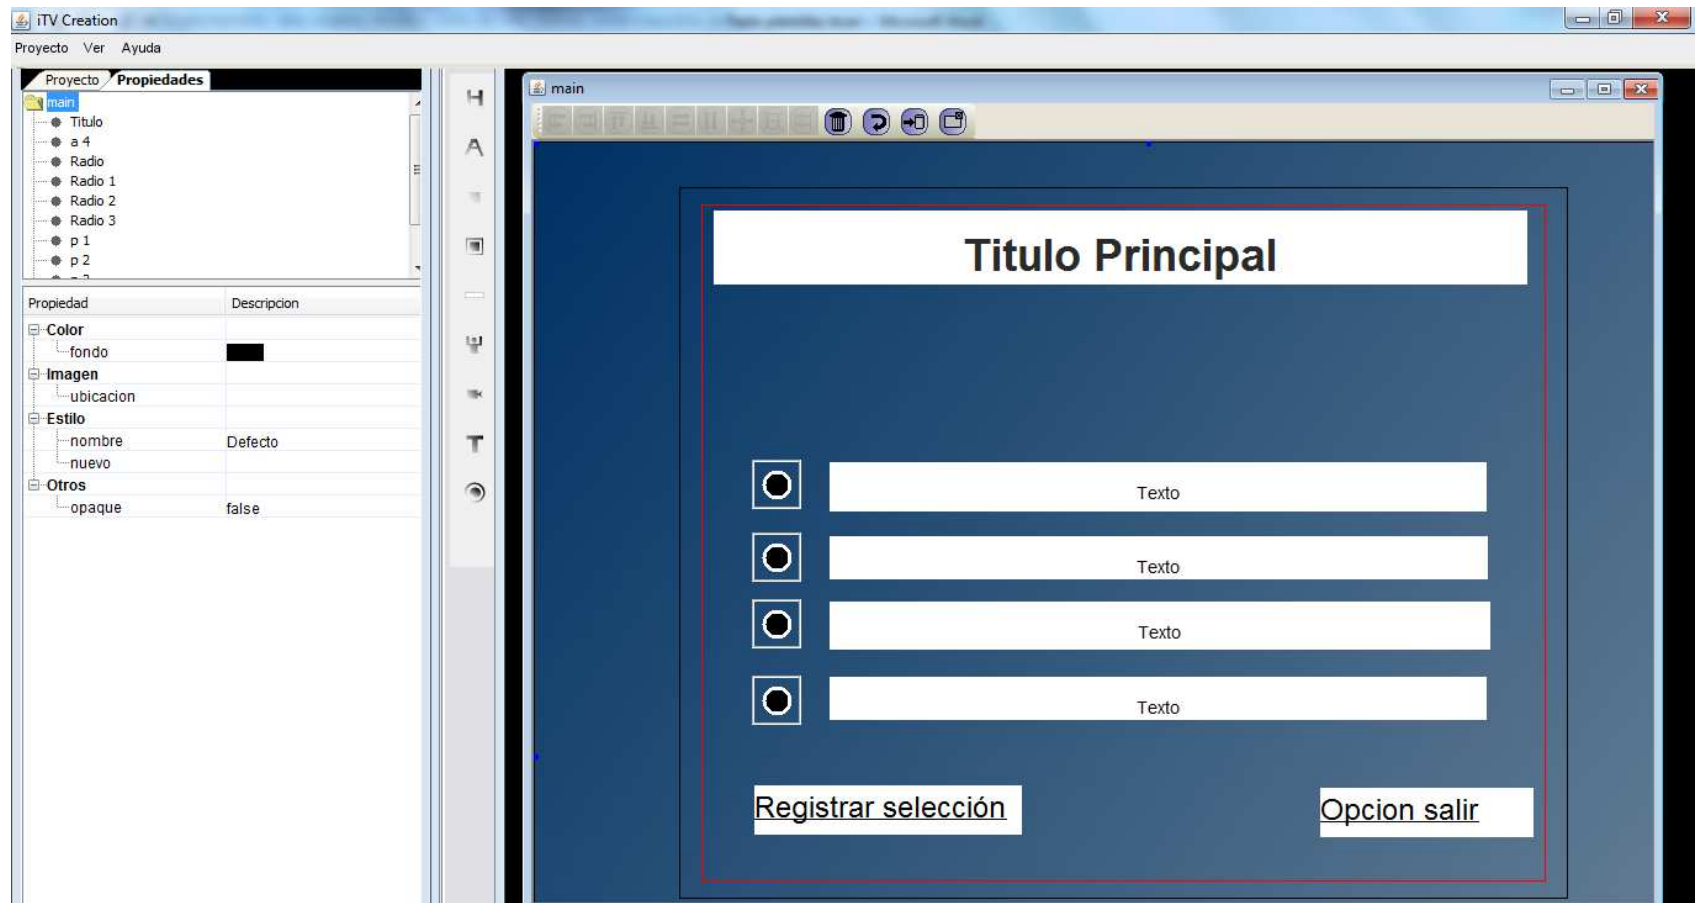 iTV Creation
Proyecto Ver Ayuda
Proyecto Propiedades
main
Titulo
a 4
Radio
Radio 1
Radio 2
Radio 3
p 1
p 2
Propiedad Descripcion
Color
fondo
Imagen
ubicacion
Estilo
nombre Defecto
nuevo
Otros
opaque false
H
A
T
main
Titulo Principal
Texto
Texto
Texto
Texto
Registrar selección
Opcion salir